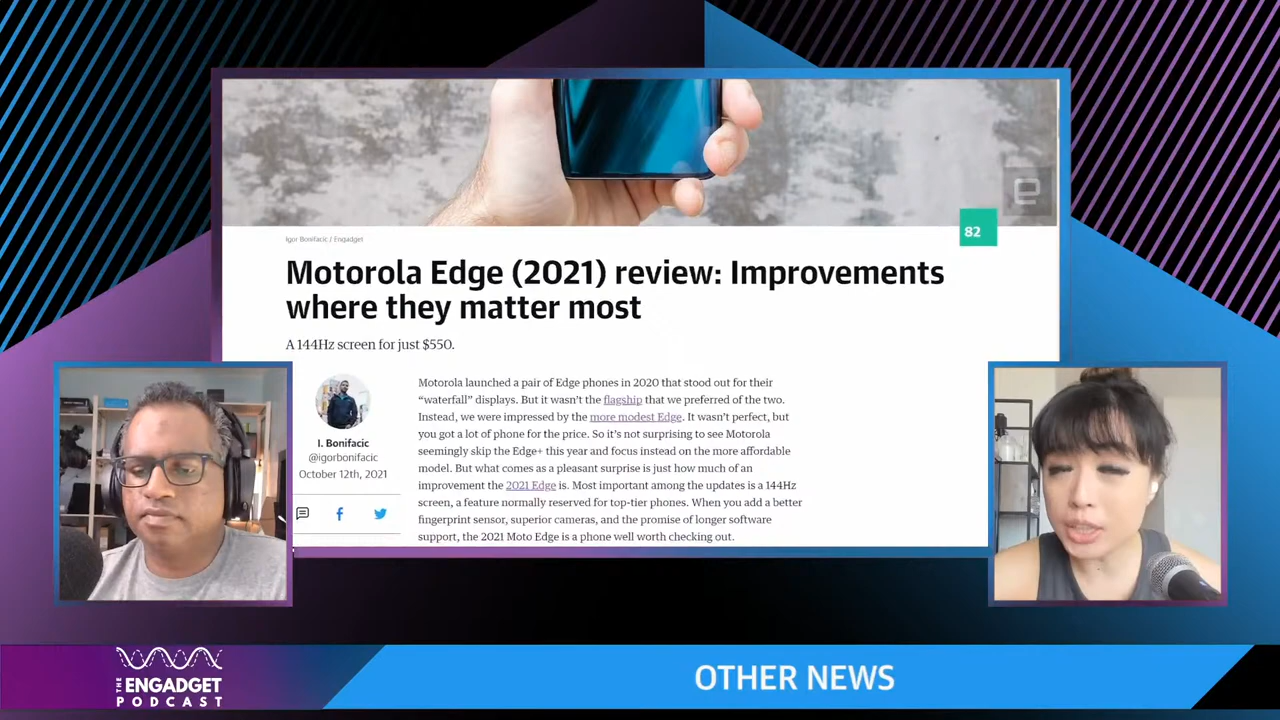 e
Igor Bonifacic / Engadget
82
Motorola Edge (2021) review: Improvements
where they matter most
A 144Hz screen for just $550.
I. Bonifacic
@igorbonifacic
October 12th, 2021
Motorola launched a pair of Edge phones in 2020 that stood out for their
“waterfall” displays. But it wasn't the flagship that we preferred of the two.
Instead, we were impressed by the more modest Edge. It wasn't perfect, but
you got a lot of phone for the price. So it's not surprising to see Motorola
seemingly skip the Edge+ this year and focus instead on the more affordable
model. But what comes as a pleasant surprise is just how much of an
improvement the 2021 Edge is. Most important among the updates is a 144Hz
screen, a feature normally reserved for top-tier phones. When you add a better
fingerprint sensor, superior cameras, and the promise of longer software
support, the 2021 Moto Edge is a phone well worth checking out.
THE
ENGADGET
PODCAST
OTHER NEWS